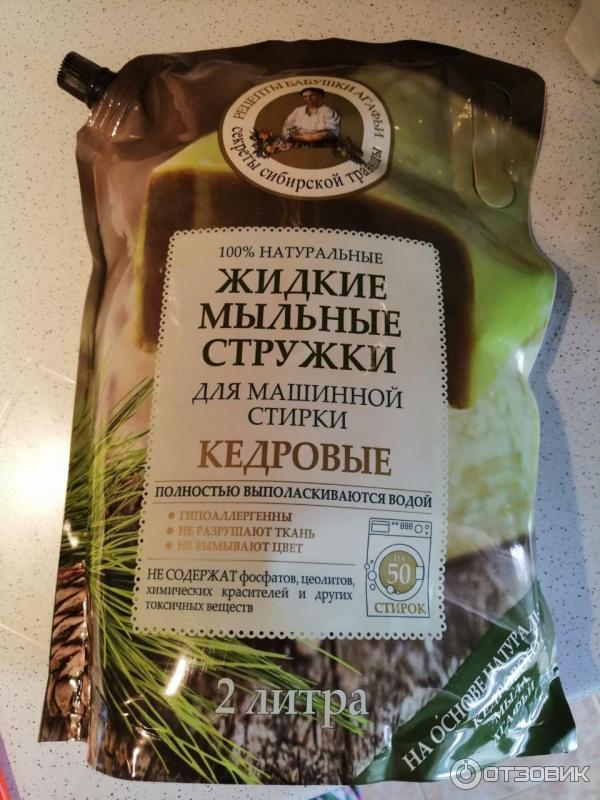 РЕЦЕПТЫ БАБУШКИ АГАФЬИ
секреты сибирской травницы
100% НАТУРАЛЬНЫЕ
ЖИДКИЕ
МЫЛЬНЫЕ
СТРУЖКИ
ДЛЯ МАШИННОЙ
СТИРКИ
КЕДРОВЫЕ
ПОЛНОСТЬЮ ВЫПОЛАСКИВАЮТСЯ ВОДОЙ
• ГИПОАЛЛЕРГЕННЫ
• НЕ РАЗРУШАЮТ ТКАНЬ
• НЕ ВЫМЫВАЮТ ЦВЕТ
НА
50
СТИРОК
НЕ СОДЕРЖАТ фосфатов, цеолитов,
химических красителей и других
токсичных веществ
2 литра
НА ОСНОВЕ
МЫЛА
АГАФЬИ
ОТЗОВИК